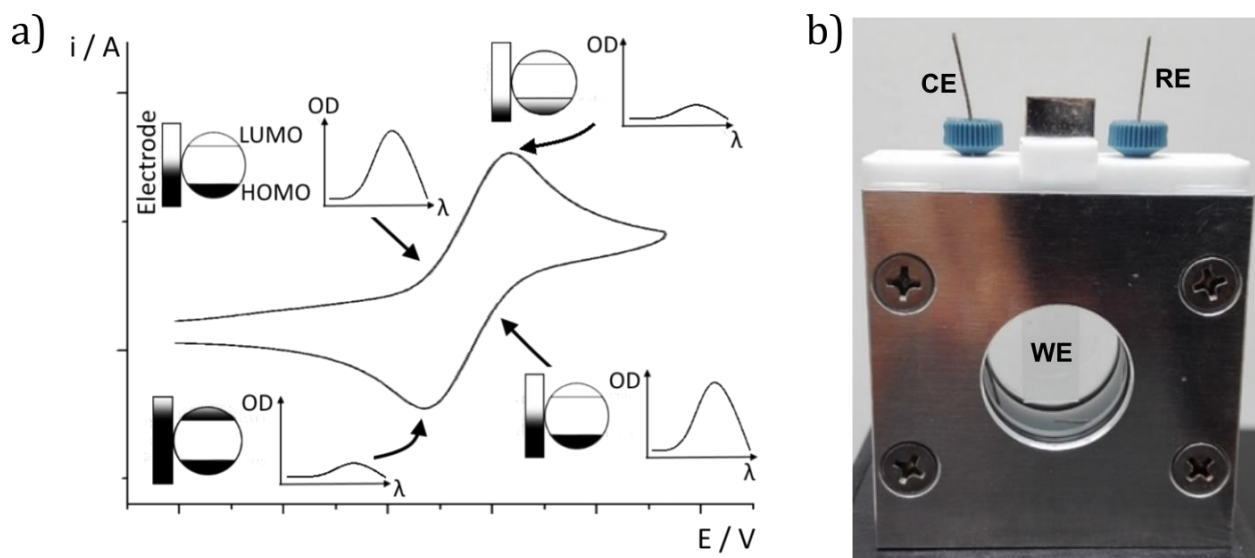 a)
i / A
Electrode
LUMO
HOMO
OD
λ
OD
λ
OD
λ
OD
λ
E / V
b)
CE
RE
WE